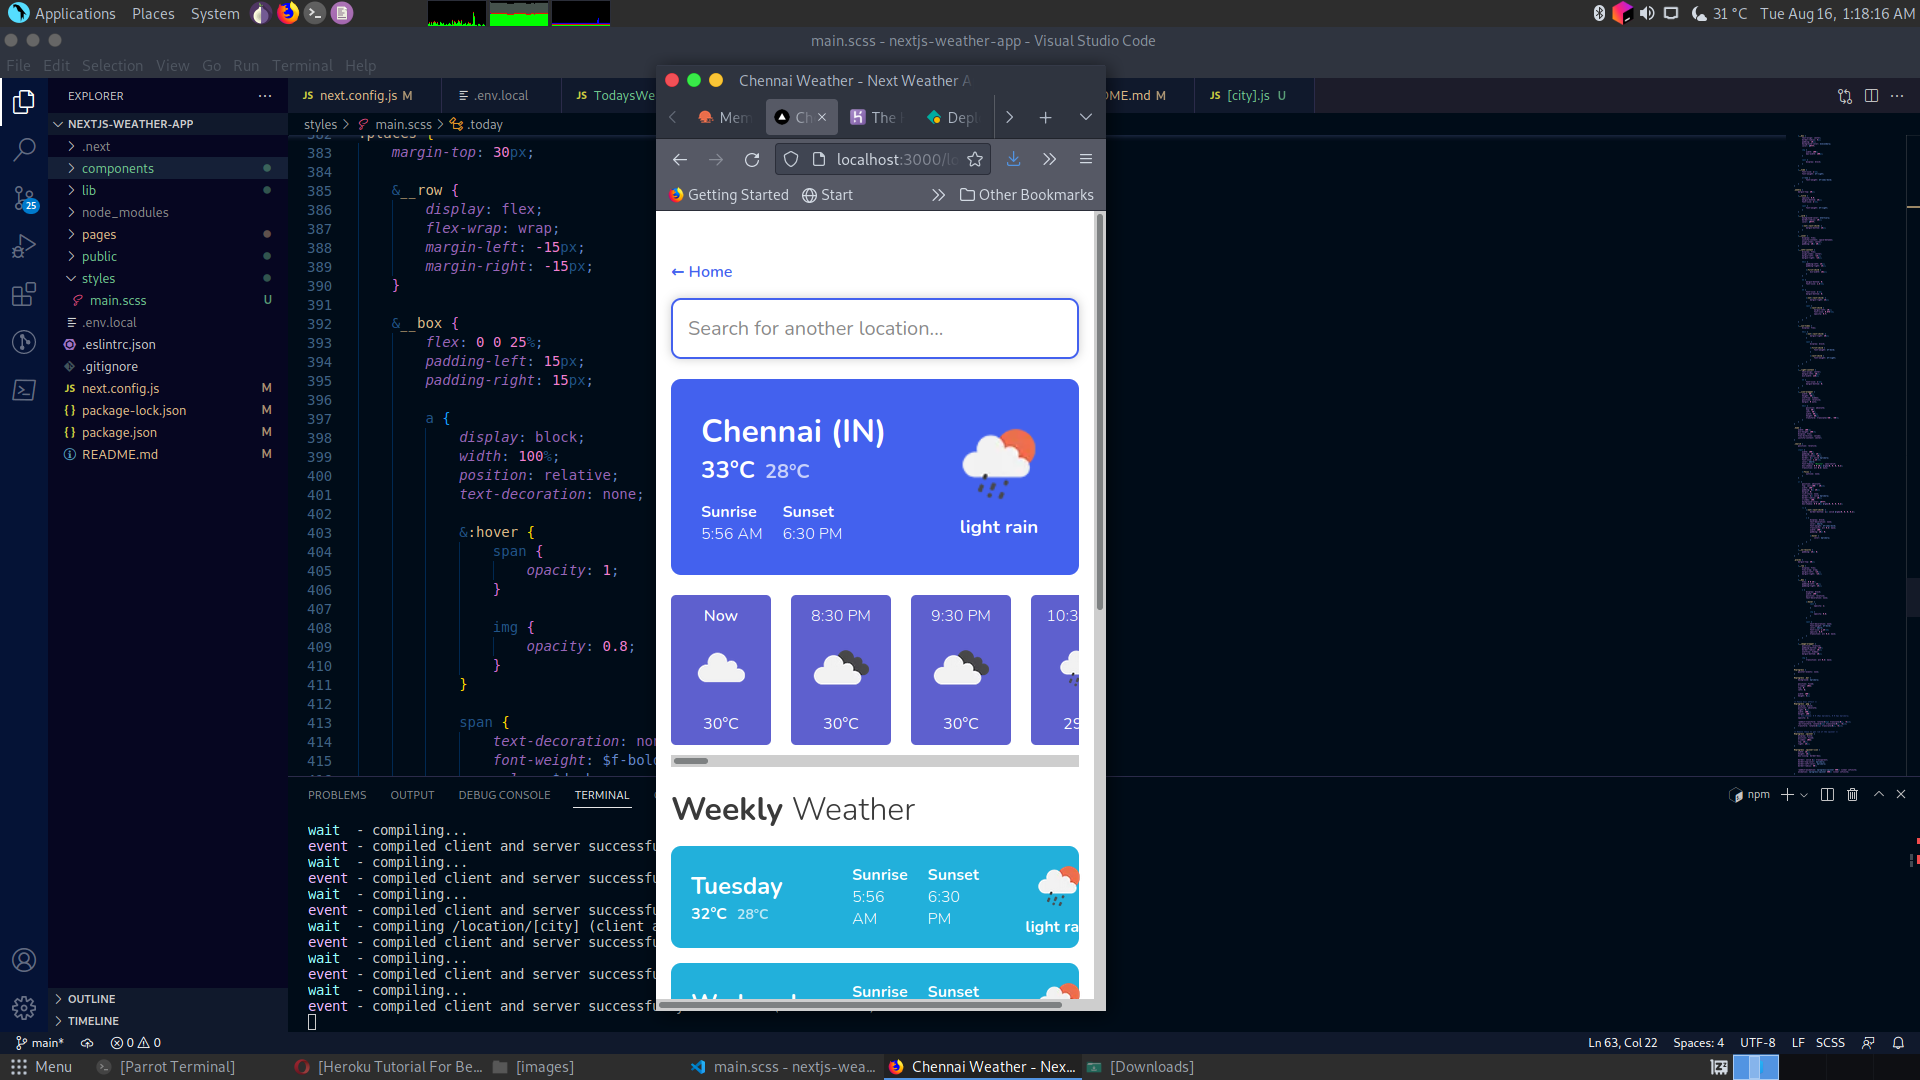 Applications Places System 31 °C Tue Aug 16, 1:18:16 AM
main.scss - nextjs-weather-app - Visual Studio Code
File Edit Selection View Go Run Terminal Help
EXPLORER
NEXTJS-WEATHER-APP
.next
components
lib
node_modules
pages
public
styles
main.scss U
.env.local
.eslintrc.json
.gitignore
JS next.config.js M
{} package-lock.json M
{} package.json M
README.md M
25
OUTLINE
TIMELINE
JS next.config.js M .env.local JS TodaysWe ME.md M JS [city].js U
styles > main.scss > .today
383 margin-top: 30px;
384
385 &__row {
386 display: flex;
387 flex-wrap: wrap;
388 margin-left: -15px;
389 margin-right: -15px;
390 }
391
392 &__box {
393 flex: 0 0 25%;
394 padding-left: 15px;
395 padding-right: 15px;
396
397 a {
398 display: block;
399 width: 100%;
400 position: relative;
401 text-decoration: none;
402
403 &:hover {
404 span {
405 opacity: 1;
406 }
407
408 img {
409 opacity: 0.8;
410 }
411 }
412
413 span {
414 text-decoration: non
415 font-weight: $f-bold
PROBLEMS OUTPUT DEBUG CONSOLE TERMINAL npm
wait - compiling...
event - compiled client and server successfu
wait - compiling...
event - compiled client and server successfu
wait - compiling...
event - compiled client and server successfu
wait - compiling /location/[city] (client a
event - compiled client and server successfu
wait - compiling...
event - compiled client and server successfu
wait - compiling...
event - compiled client and server successfu
Chennai Weather - Next Weather A
Mem Ch The Depl
localhost:3000/lo
Getting Started Start Other Bookmarks
← Home
Search for another location...
Chennai (IN)
33°C 28°C
Sunrise Sunset
5:56 AM 6:30 PM
light rain
Now 8:30 PM 9:30 PM 10:3
30°C 30°C 30°C 29
Weekly Weather
Tuesday
32°C 28°C
Sunrise Sunset
5:56 AM 6:30 PM
light ra
Sunrise Sunset
main* 0 0 Ln 63, Col 22 Spaces: 4 UTF-8 LF SCSS
Menu [Parrot Terminal] [Heroku Tutorial For Be... [images] main.scss - nextjs-wea... Chennai Weather - Nex... [Downloads]